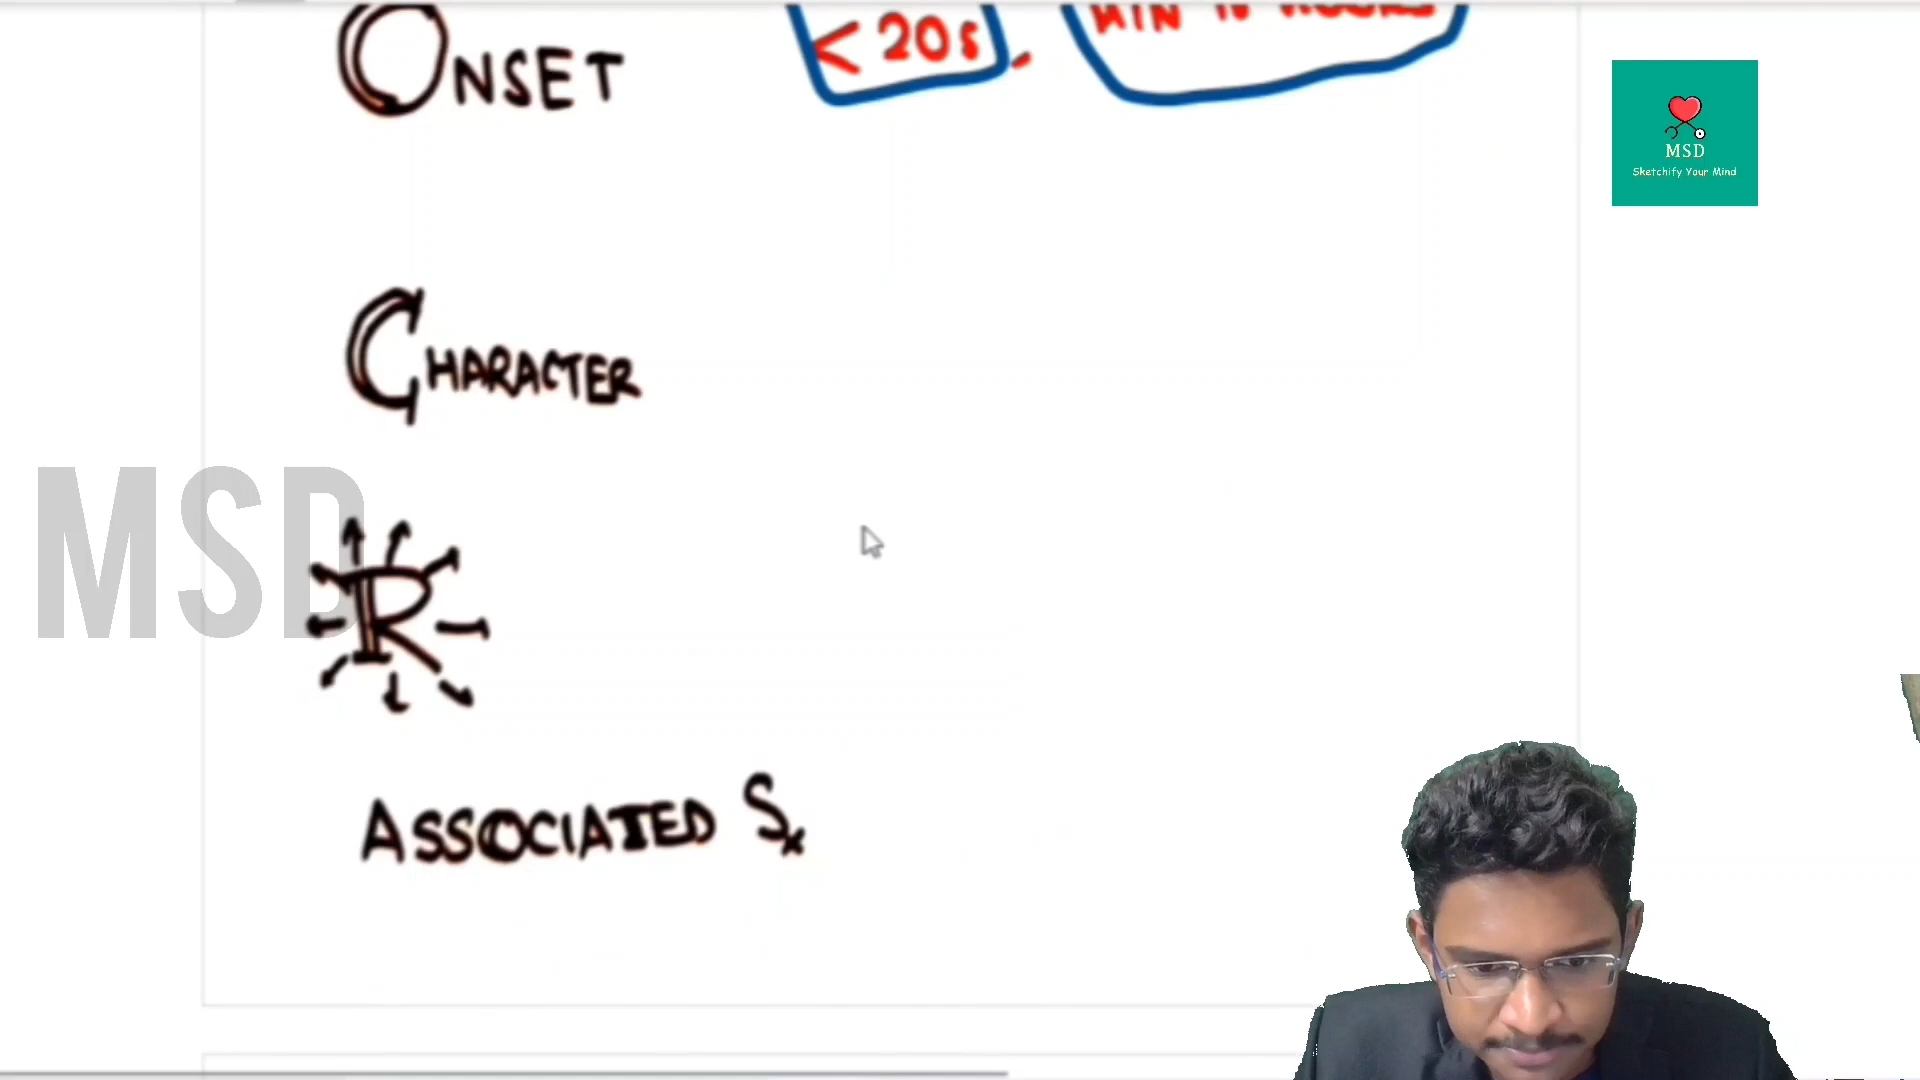 ONSET < 20s,
MSD
Sketchify Your Mind
CHARACTER
MSD
R
ASSOCIATED Sx